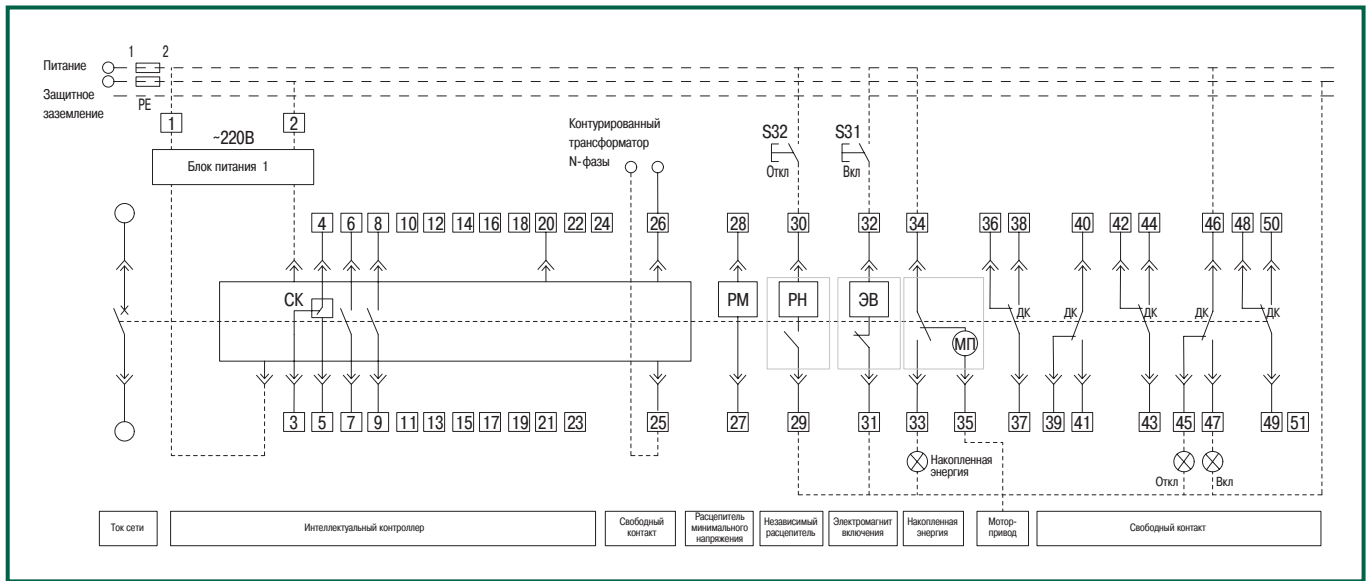 1 2
Питание
Защитное
заземление
PE
1
2
~220В
Блок питания 1
Контурированный
трансформатор
N-фазы
S32
Откл
S31
Вкл
4 6 8 10 12 14 16 18 20 22 24 26 28 30 32 34 36 38 40 42 44 46 48 50
СК
РМ
РН
ЭВ
МП
ДК
ДК
ДК
ДК
ДК
3 5 7 9 11 13 15 17 19 21 23 25 27 29 31 33 35 37 39 41 43 45 47 49 51
Накопленная
энергия
Откл
Вкл
Ток сети
Интеллектуальный контроллер
Свободный
контакт
Расцепитель
минимального
напряжения
Независимый
расцепитель
Электромагнит
включения
Накопленная
энергия
Мотор-
привод
Свободный контакт